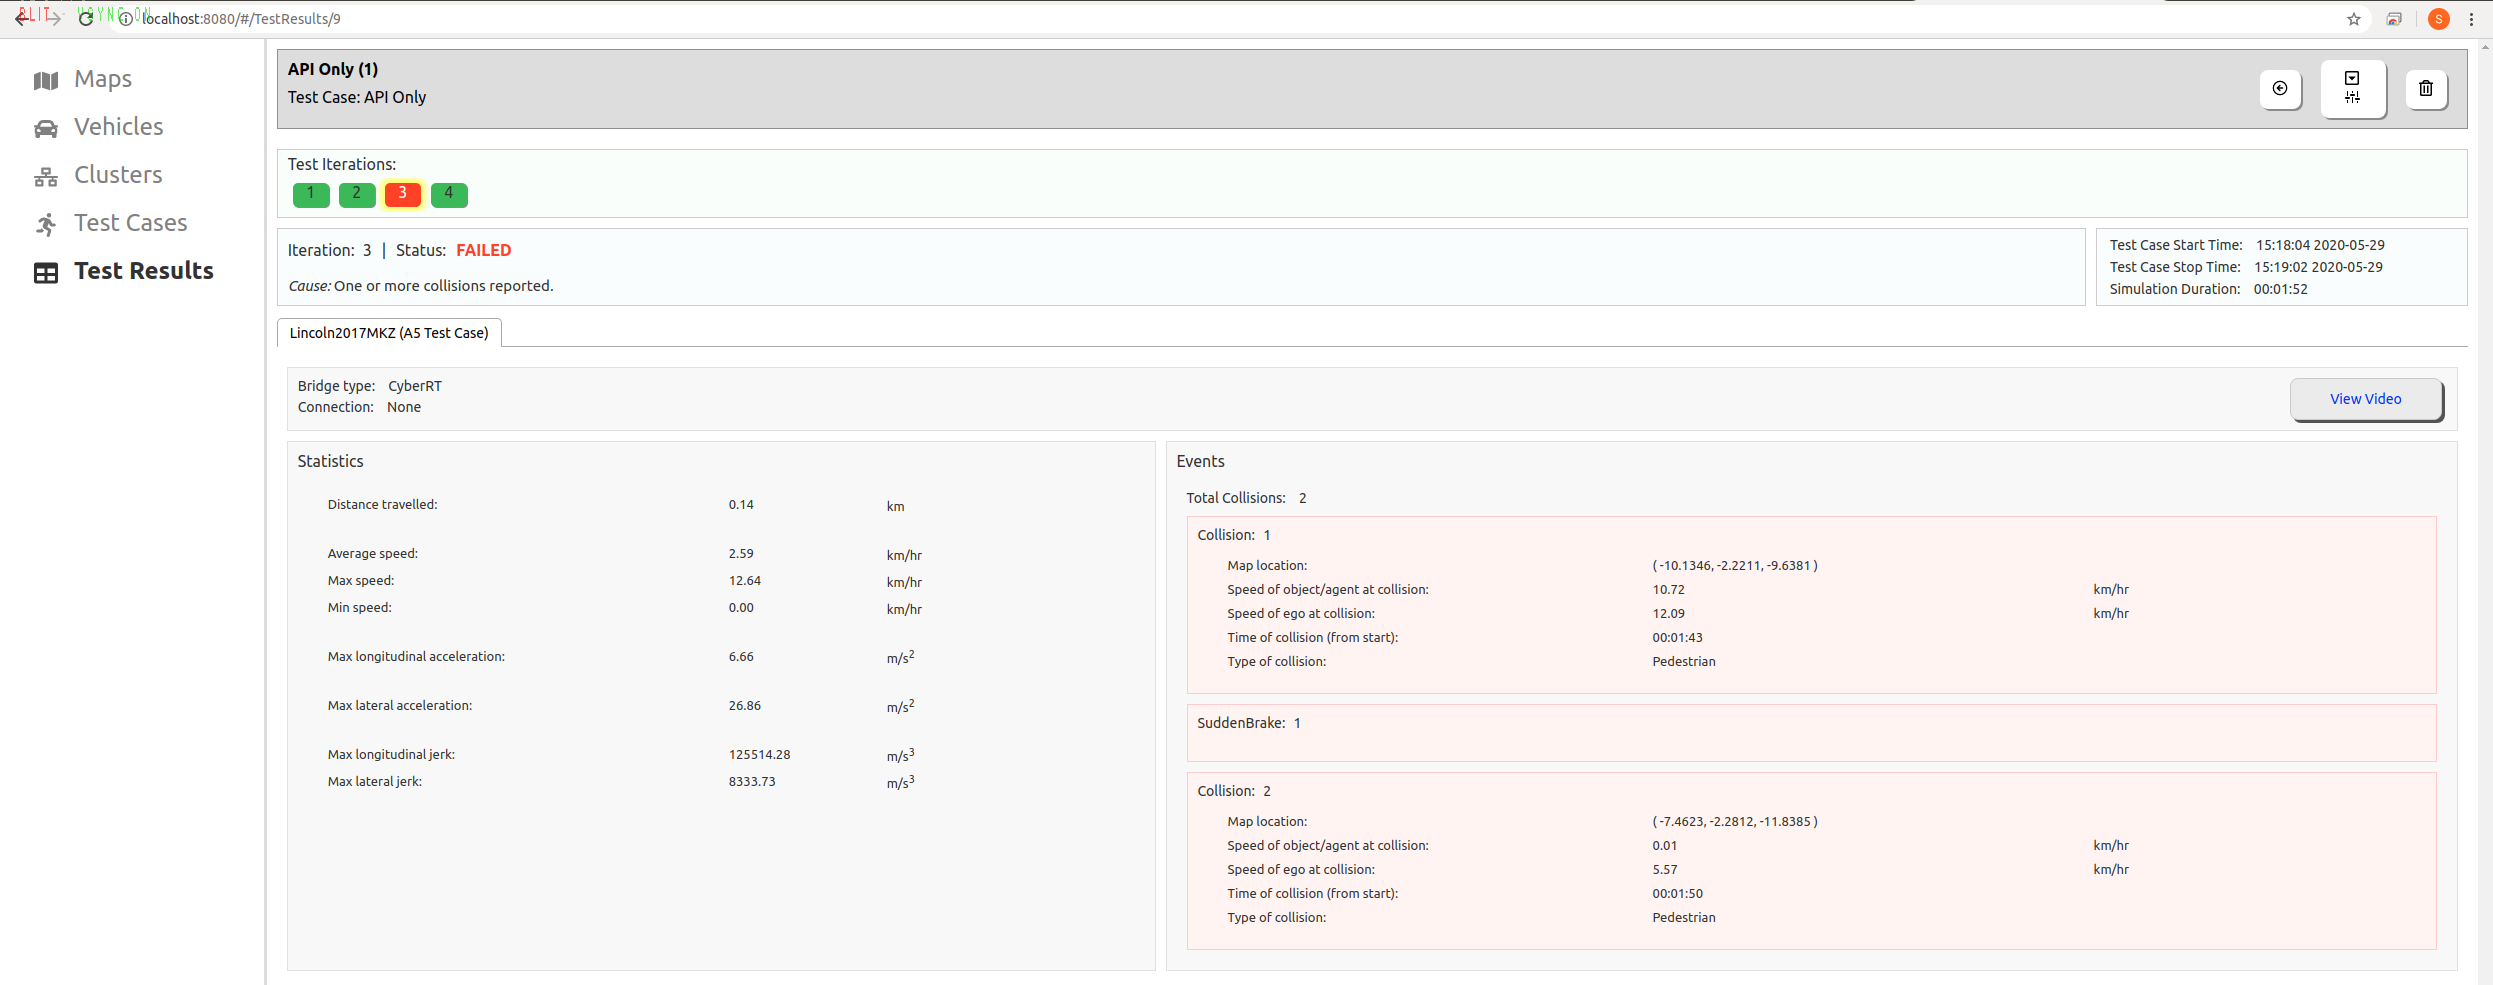 BLIT - VSYNC ON
localhost:8080/#/TestResults/9
S
Maps
Vehicles
Clusters
Test Cases
Test Results
API Only (1)
Test Case: API Only
Test Iterations:
1 2 3 4
Iteration: 3 | Status: FAILED
Cause: One or more collisions reported.
Test Case Start Time: 15:18:04 2020-05-29
Test Case Stop Time: 15:19:02 2020-05-29
Simulation Duration: 00:01:52
Lincoln2017MKZ (A5 Test Case)
Bridge type: CyberRT
Connection: None
View Video
Statistics
Distance travelled: 0.14 km
Average speed: 2.59 km/hr
Max speed: 12.64 km/hr
Min speed: 0.00 km/hr
Max longitudinal acceleration: 6.66 m/s²
Max lateral acceleration: 26.86 m/s²
Max longitudinal jerk: 125514.28 m/s³
Max lateral jerk: 8333.73 m/s³
Events
Total Collisions: 2
Collision: 1
Map location: ( -10.1346, -2.2211, -9.6381 )
Speed of object/agent at collision: 10.72 km/hr
Speed of ego at collision: 12.09 km/hr
Time of collision (from start): 00:01:43
Type of collision: Pedestrian
SuddenBrake: 1
Collision: 2
Map location: ( -7.4623, -2.2812, -11.8385 )
Speed of object/agent at collision: 0.01 km/hr
Speed of ego at collision: 5.57 km/hr
Time of collision (from start): 00:01:50
Type of collision: Pedestrian